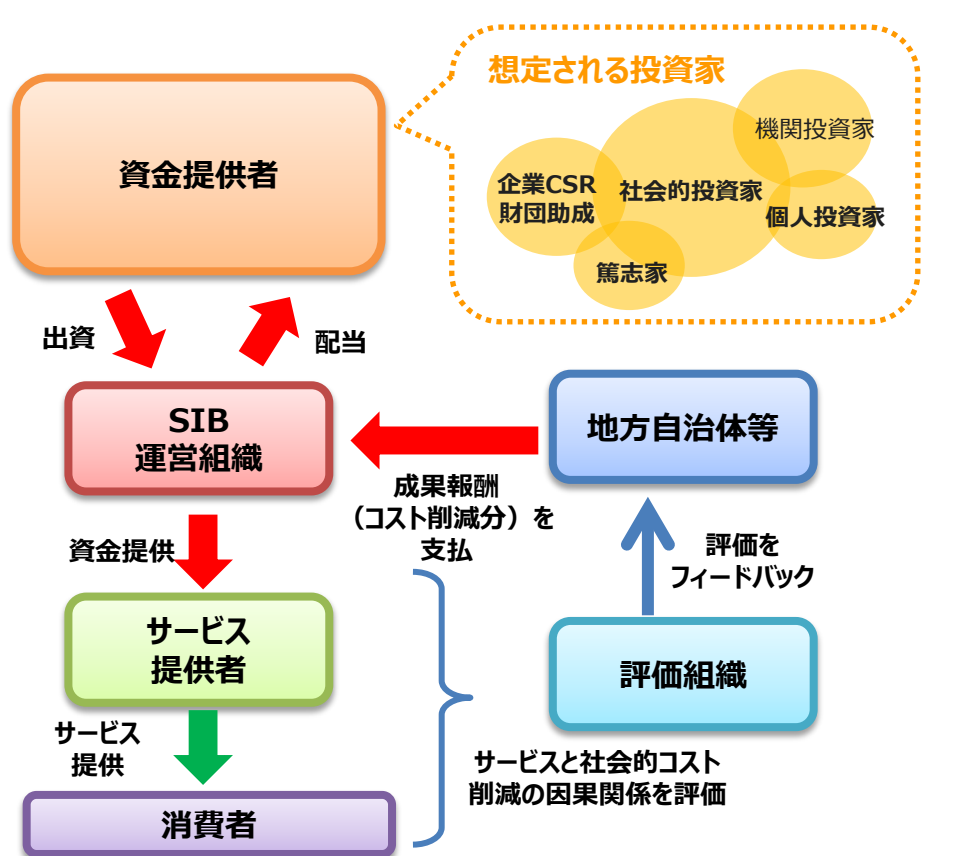 想定される投資家
機関投資家
企業CSR
財団助成
社会的投資家
個人投資家
篤志家
資金提供者
出資
配当
SIB
運営組織
地方自治体等
成果報酬
（コスト削減分）を
支払
資金提供
評価を
フィードバック
サービス
提供者
評価組織
サービス
提供
サービスと社会的コスト
削減の因果関係を評価
消費者